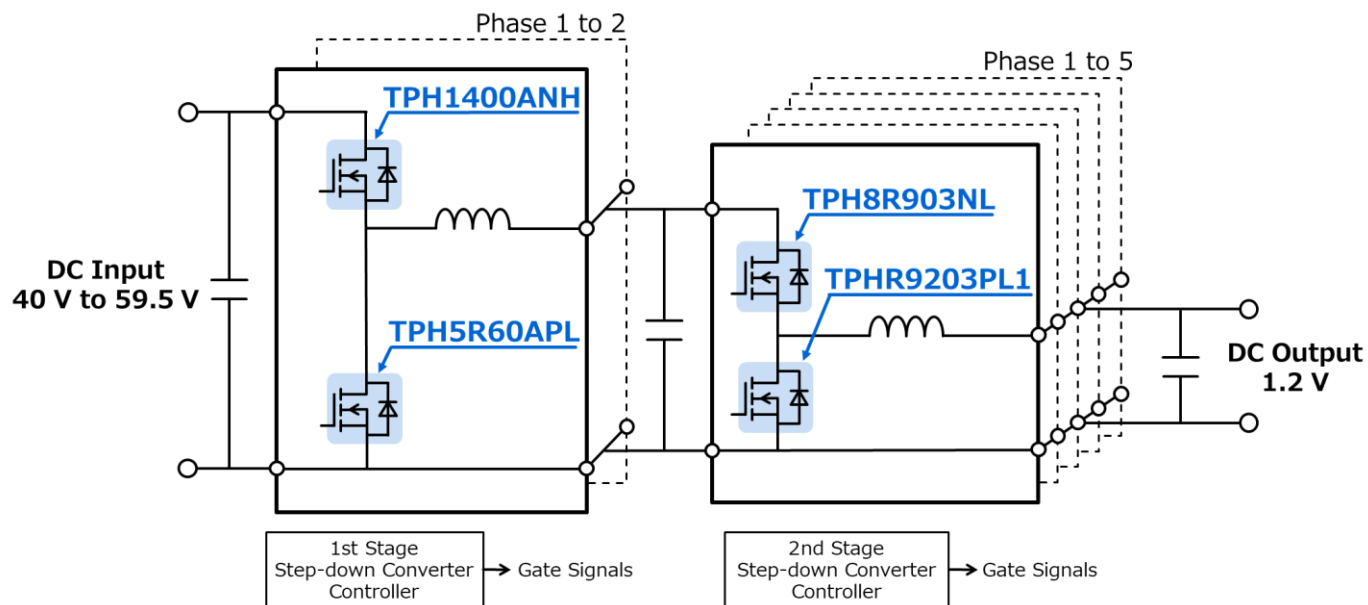 Phase 1 to 2
TPH1400ANH
TPH5R60APL
DC Input
40 V to 59.5 V
Phase 1 to 5
TPH8R903NL
TPHR9203PL1
DC Output
1.2 V
1st Stage
Step-down Converter
Controller
Gate Signals
2nd Stage
Step-down Converter
Controller
Gate Signals